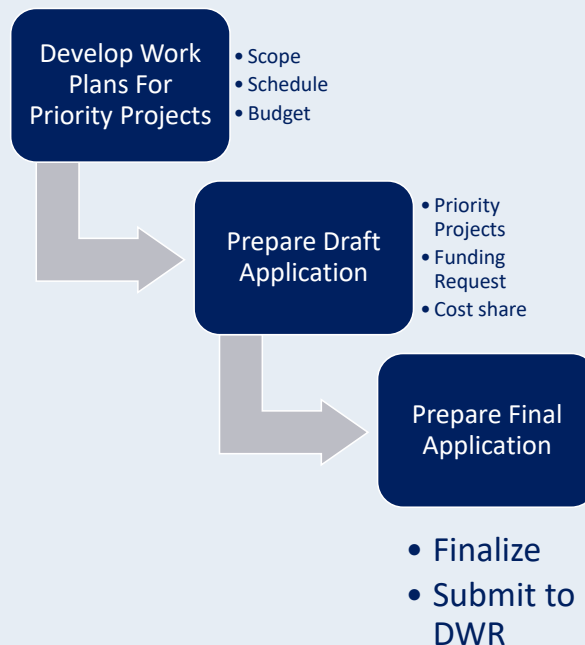 Develop Work
Plans For
Priority Projects
• Scope
• Schedule
• Budget
Prepare Draft
Application
• Priority
Projects
• Funding
Request
• Cost share
Prepare Final
Application
• Finalize
• Submit to
DWR